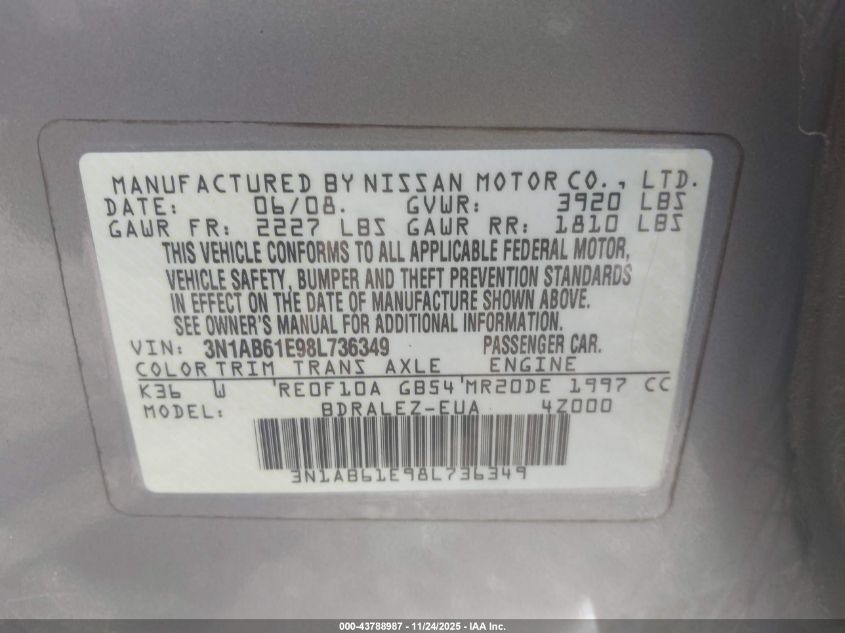 MANUFACTURED BY NISSAN MOTOR CO., LTD.
DATE: 06/08. GVWR: 3920 LBS
GAWR FR: 2227 LBS GAWR RR: 1810 LBS
THIS VEHICLE CONFORMS TO ALL APPLICABLE FEDERAL MOTOR,
VEHICLE SAFETY, BUMPER AND THEFT PREVENTION STANDARDS
IN EFFECT ON THE DATE OF MANUFACTURE SHOWN ABOVE.
SEE OWNER'S MANUAL FOR ADDITIONAL INFORMATION.
VIN: 3N1AB61E98L736349 PASSENGER CAR.
COLOR TRIM TRANS AXLE ENGINE
K36 W RE0F10A GB54 MR20DE 1997 CC
MODEL: BDRALEZ-EUA 4Z000
3N1AB61E98L736349
000-43788987 - 11/24/2025 - IAA Inc.